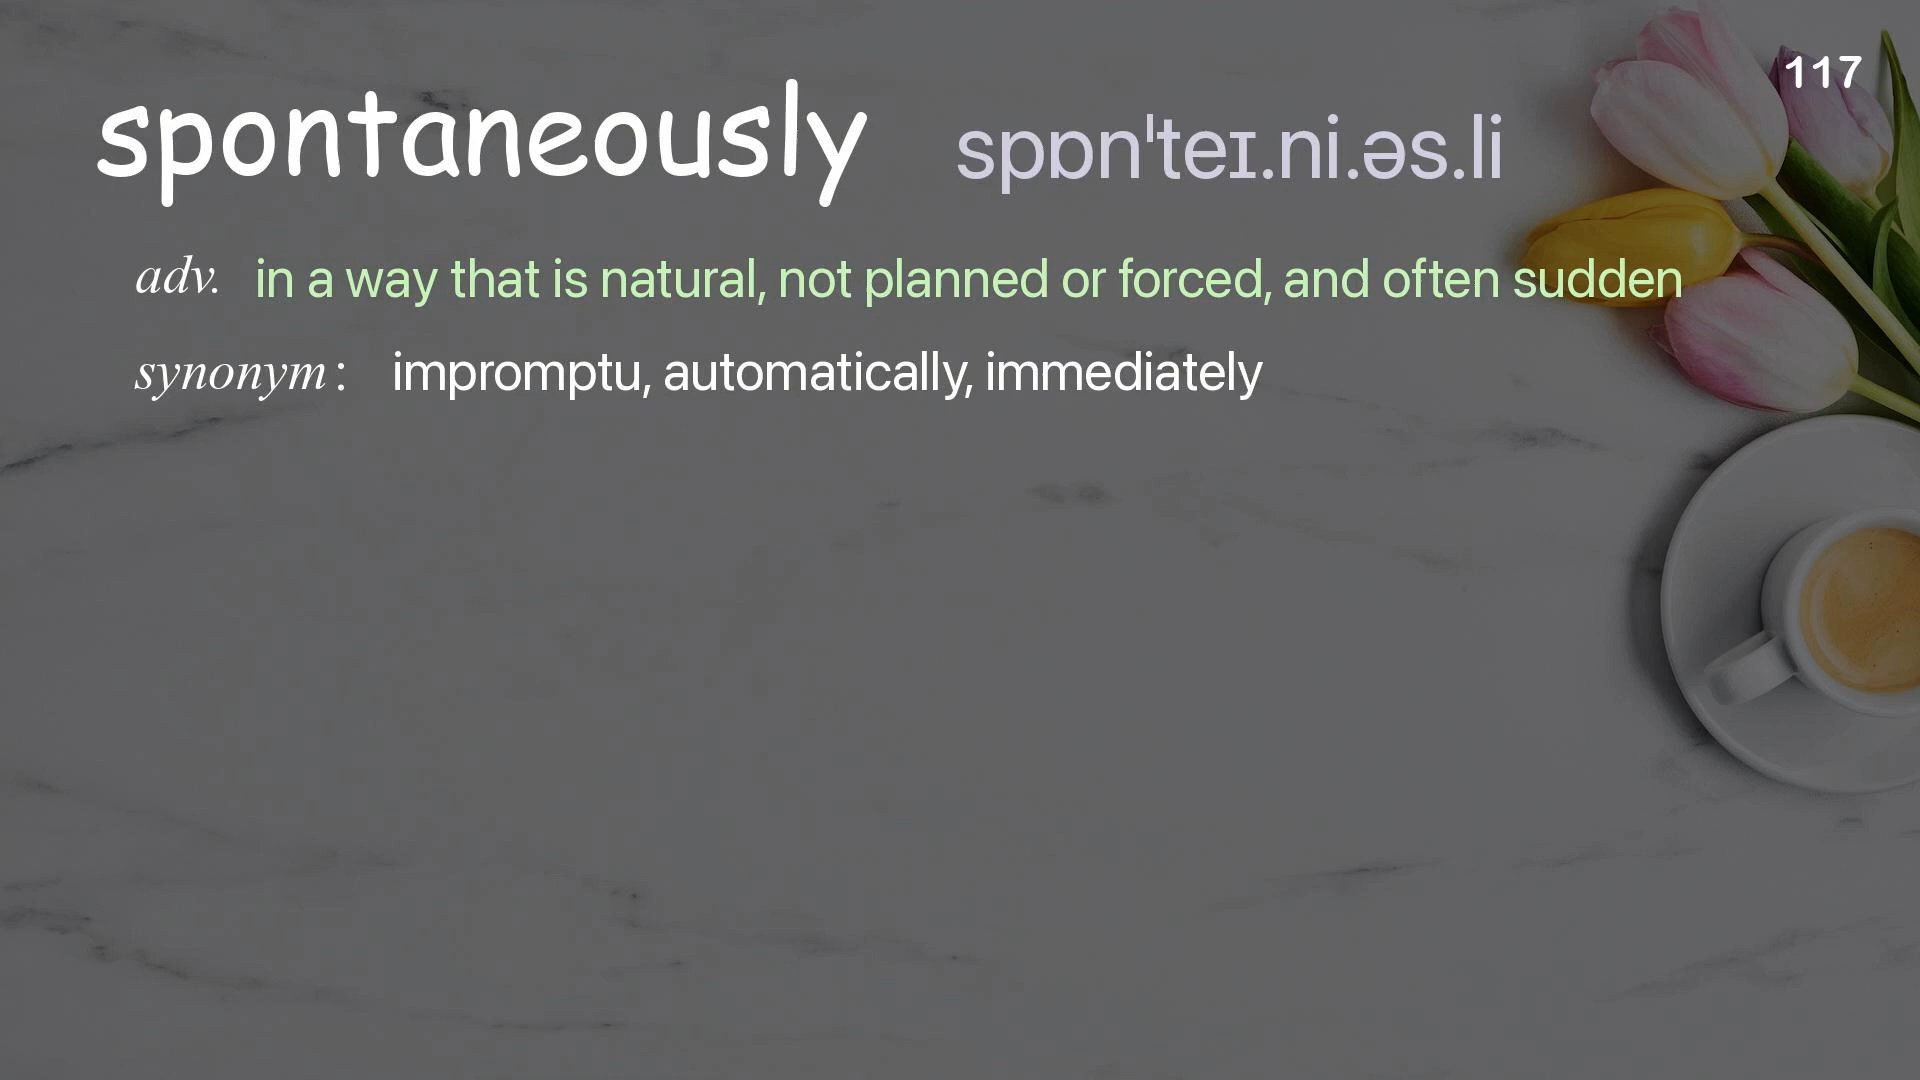 117
spontaneously spɒnˈteɪ.ni.əs.li
adv. in a way that is natural, not planned or forced, and often sudden
synonym : impromptu, automatically, immediately